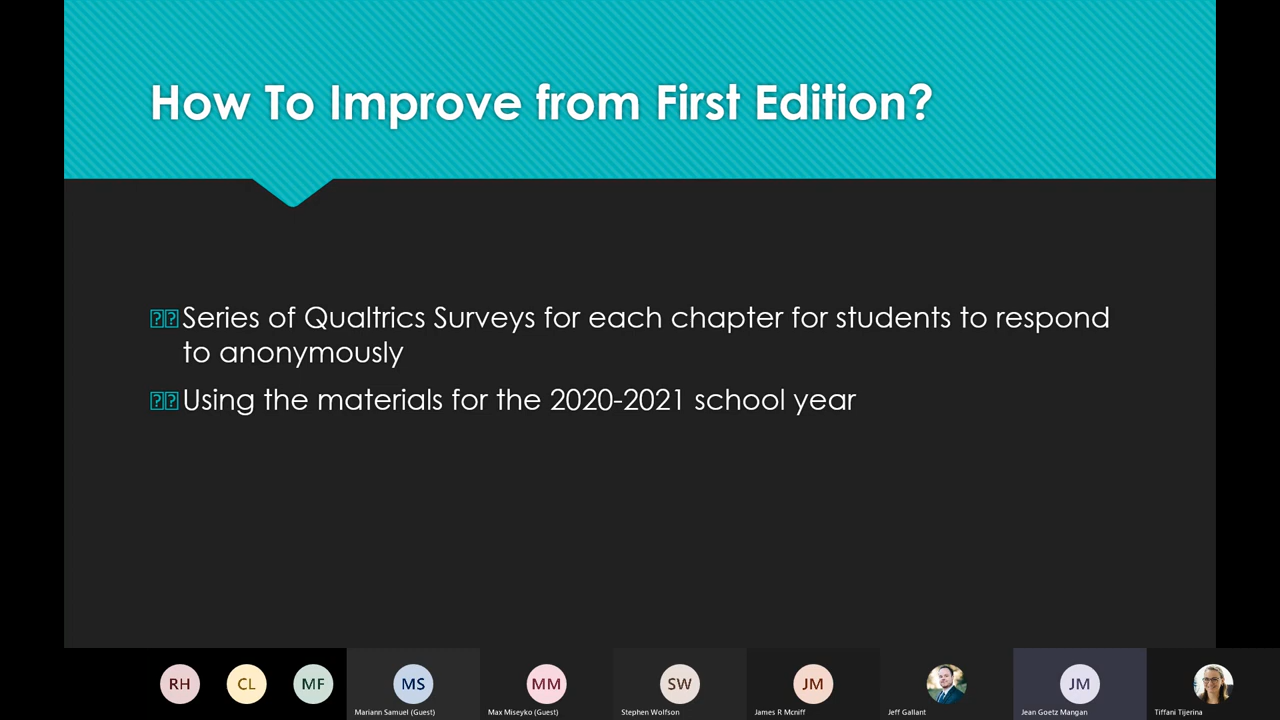 How To Improve from First Edition?
Series of Qualtrics Surveys for each chapter for students to respond
to anonymously
Using the materials for the 2020-2021 school year
RH
CL
MF
MS
MM
SW
JM
JM
Mariann Samuel (Guest)
Max Miseyko (Guest)
Stephen Wolfson
James R Mcniff
Jeff Gallant
Jean Goetz Mangan
Tiffani Tijerina